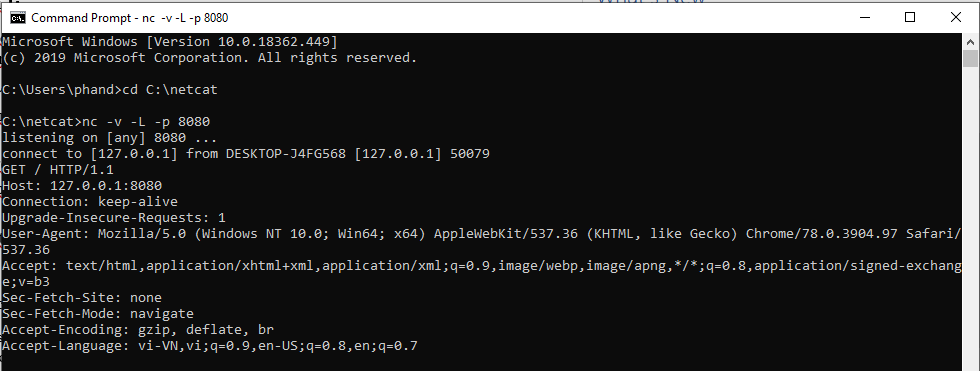 Command Prompt - nc -v -L -p 8080
Microsoft Windows [Version 10.0.18362.449]
(c) 2019 Microsoft Corporation. All rights reserved.
C:\Users\phand>cd C:\netcat
C:\netcat>nc -v -L -p 8080
listening on [any] 8080 ...
connect to [127.0.0.1] from DESKTOP-J4FG568 [127.0.0.1] 50079
GET / HTTP/1.1
Host: 127.0.0.1:8080
Connection: keep-alive
Upgrade-Insecure-Requests: 1
User-Agent: Mozilla/5.0 (Windows NT 10.0; Win64; x64) AppleWebKit/537.36 (KHTML, like Gecko) Chrome/78.0.3904.97 Safari/
537.36
Accept: text/html,application/xhtml+xml,application/xml;q=0.9,image/webp,image/apng,*/*;q=0.8,application/signed-exchang
e;v=b3
Sec-Fetch-Site: none
Sec-Fetch-Mode: navigate
Accept-Encoding: gzip, deflate, br
Accept-Language: vi-VN,vi;q=0.9,en-US;q=0.8,en;q=0.7